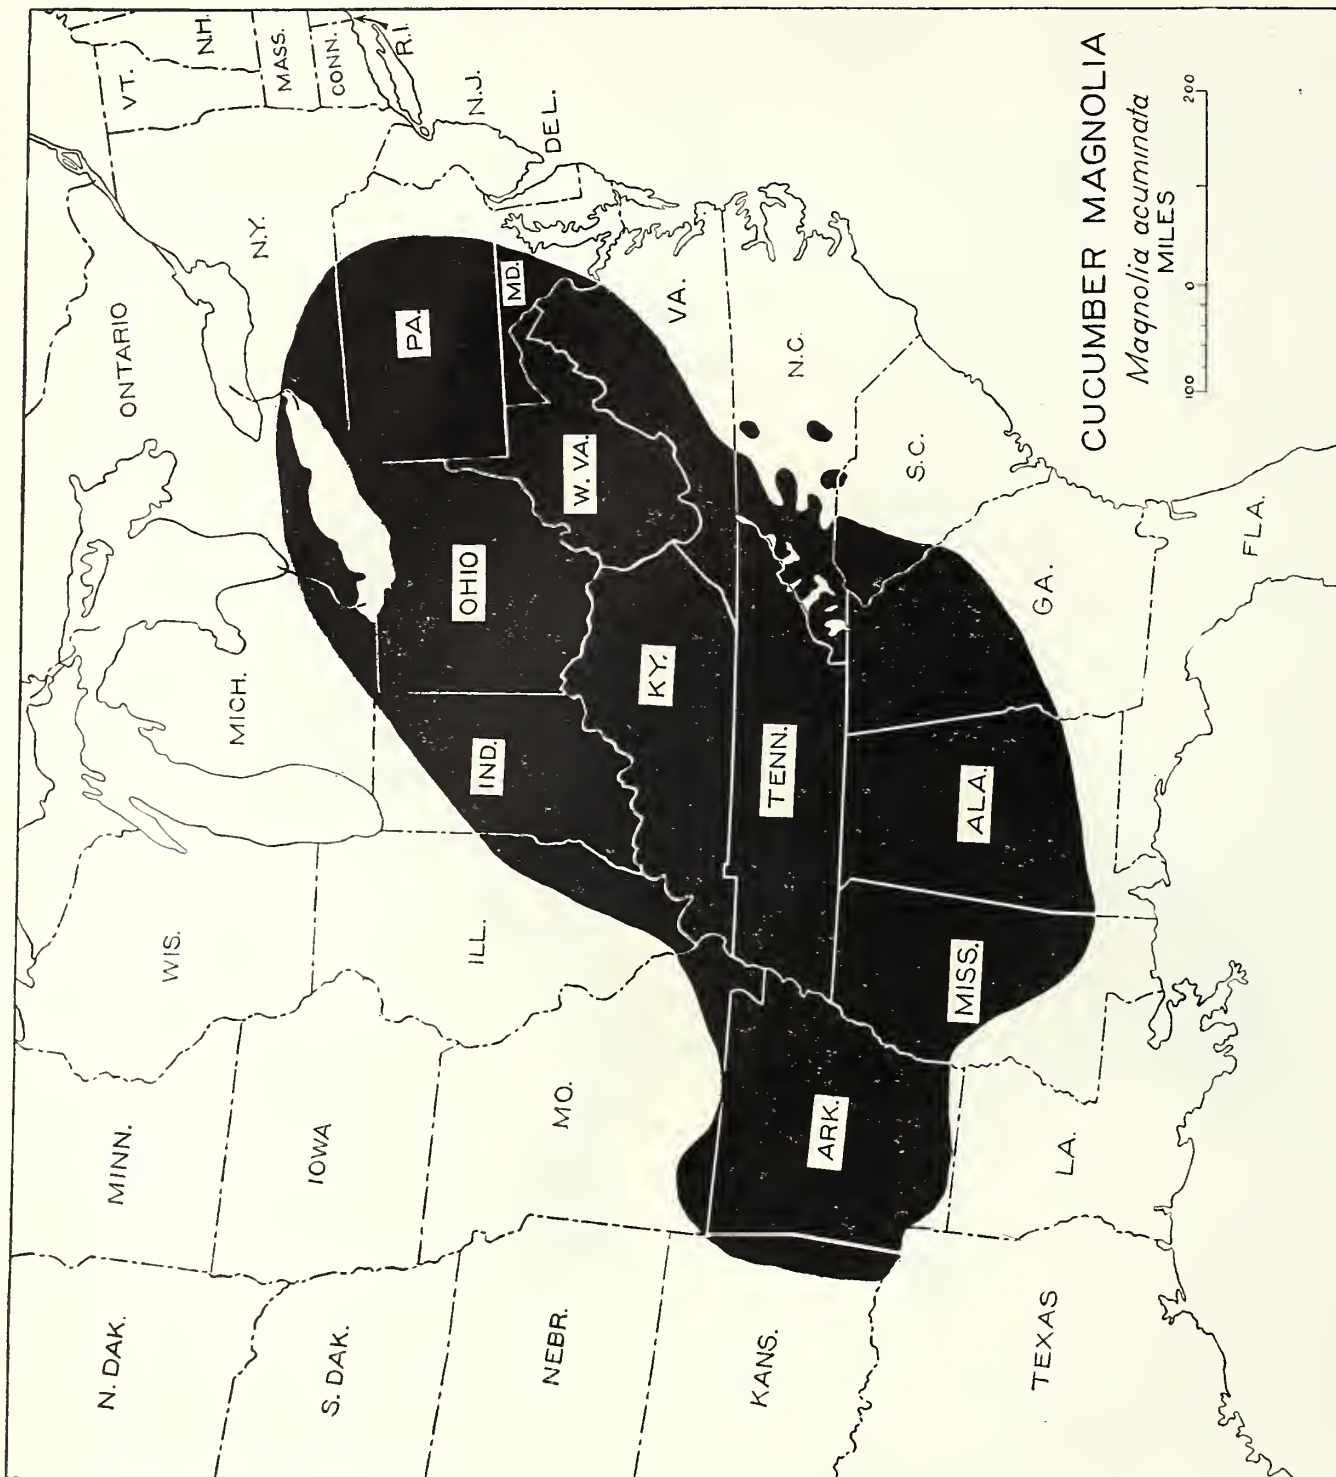 N. DAK.
MINN.
WIS.
MICH.
ONTARIO
VT.
N.H.
S. DAK.
IOWA
N.Y.
MASS.
CONN.
R.I.
NEBR.
ILL.
IND.
OHIO
PA.
N.J.
MO.
W. VA.
MD.
DEL.
KANS.
KY.
VA.
TENN.
N.C.
ARK.
S.C.
MISS.
ALA.
GA.
TEXAS
LA.
FLA.
CUCUMBER MAGNOLIA
Magnolia acuminata
MILES
100 0 200